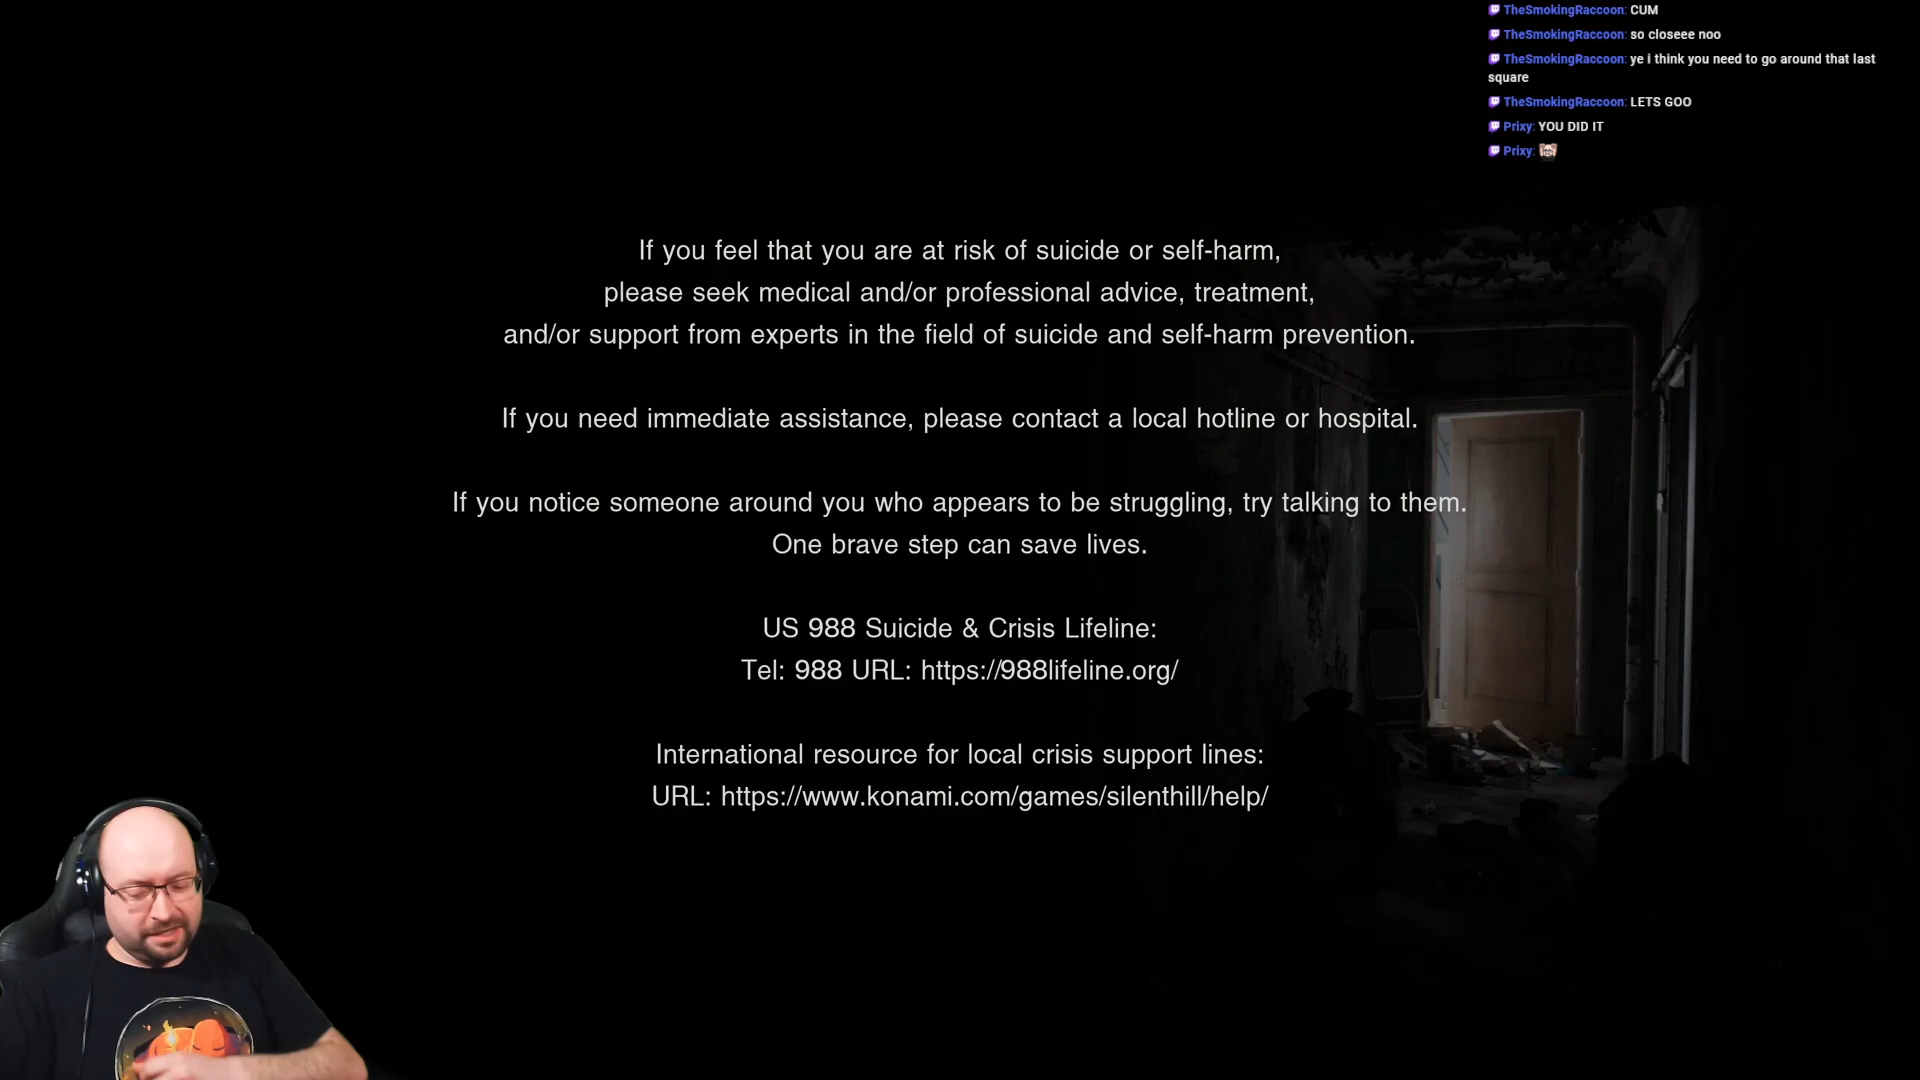 TheSmokingRaccoon: CUM
TheSmokingRaccoon: so closeee noo
TheSmokingRaccoon: ye i think you need to go around that last
square
TheSmokingRaccoon: LETS GOO
Prixy: YOU DID IT
Prixy:
If you feel that you are at risk of suicide or self-harm,
please seek medical and/or professional advice, treatment,
and/or support from experts in the field of suicide and self-harm prevention.
If you need immediate assistance, please contact a local hotline or hospital.
If you notice someone around you who appears to be struggling, try talking to them.
One brave step can save lives.
US 988 Suicide & Crisis Lifeline:
Tel: 988 URL: https://988lifeline.org/
International resource for local crisis support lines:
URL: https://www.konami.com/games/silenthill/help/